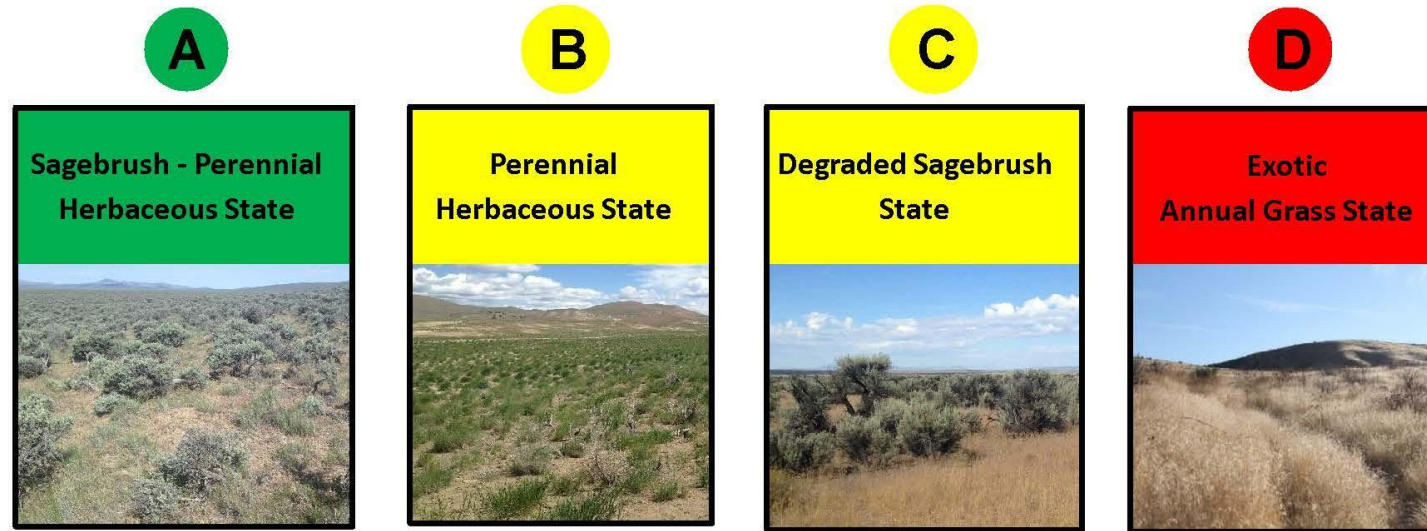 A
B
C
D
Sagebrush - Perennial
Herbaceous State
Perennial
Herbaceous State
Degraded Sagebrush
State
Exotic
Annual Grass State